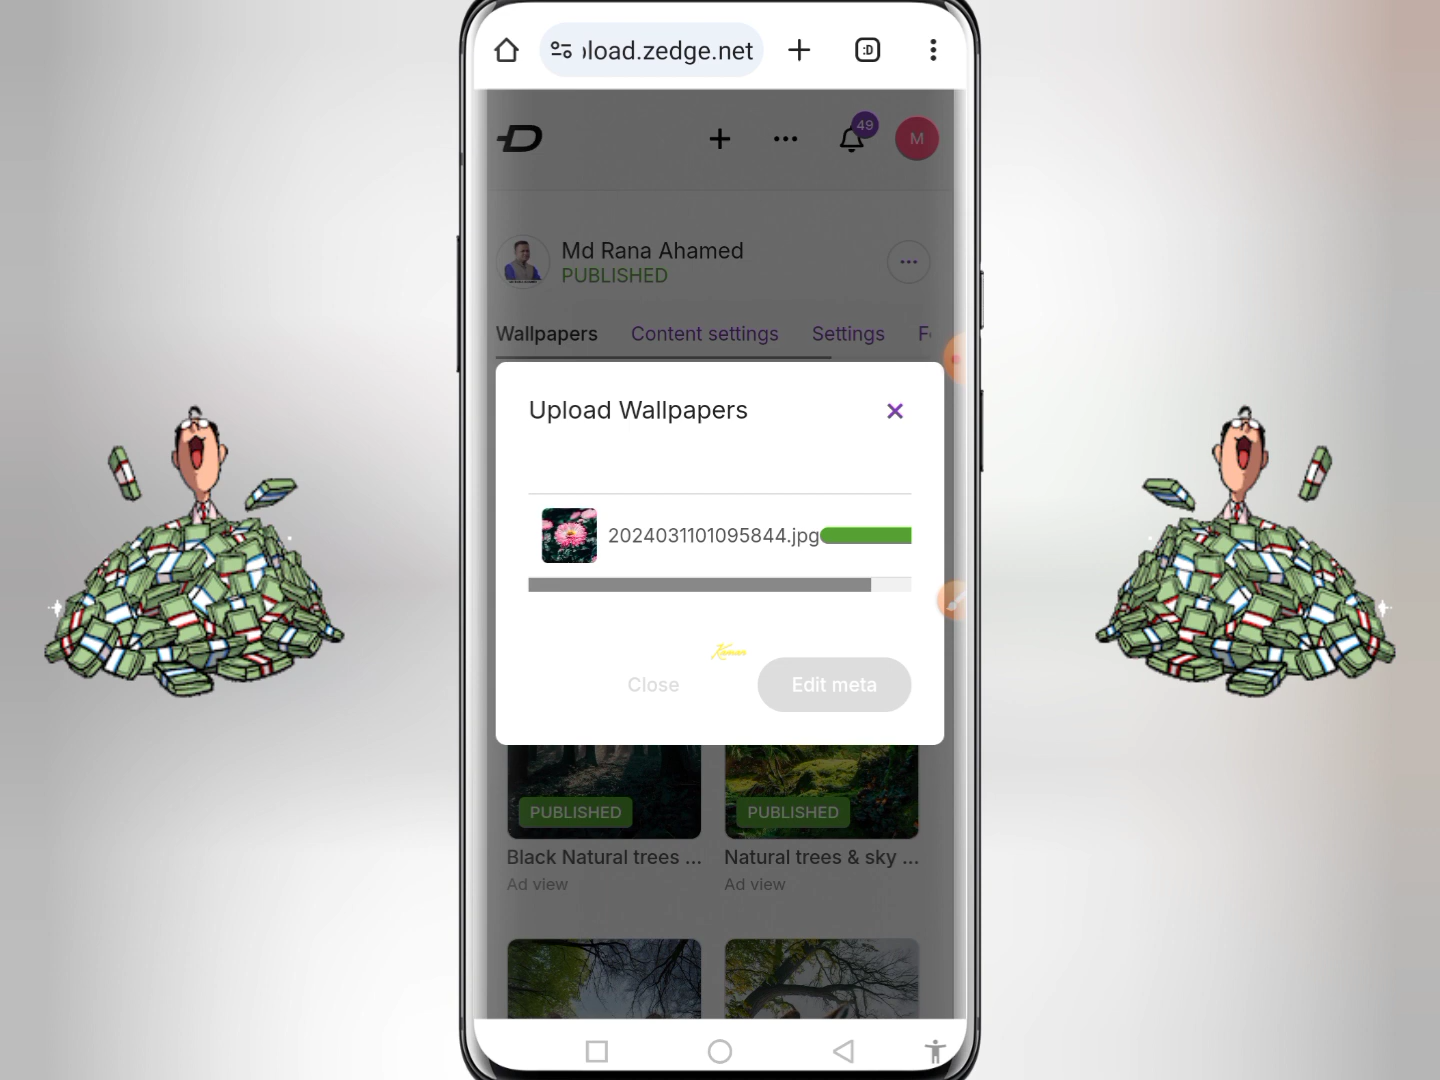 load.zedge.net
:D
49
M
Md Rana Ahamed
PUBLISHED
Wallpapers Content settings Settings
Upload Wallpapers
2024031101095844.jpg
Close Edit meta
PUBLISHED PUBLISHED
Black Natural trees ... Natural trees & sky ...
Ad view Ad view